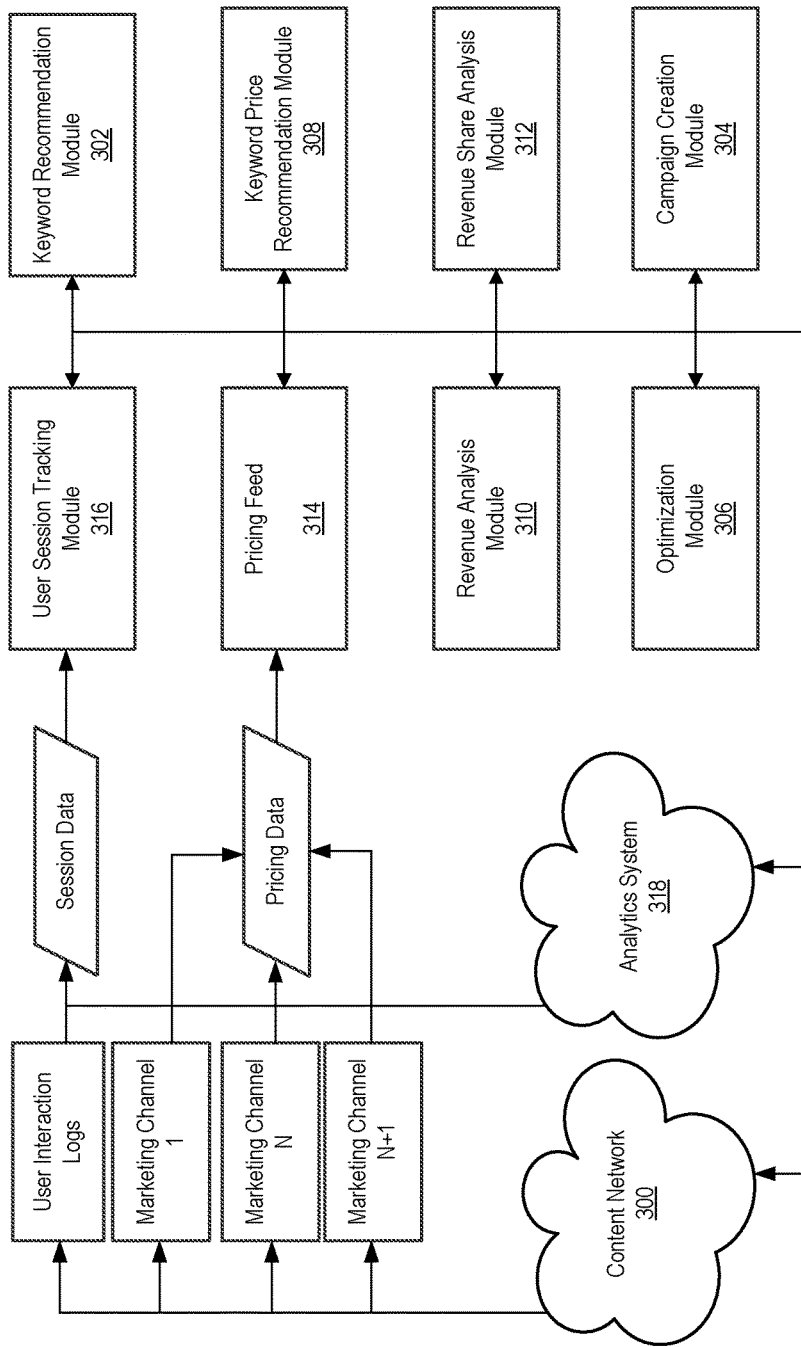 User Interaction
Logs
Marketing Channel
1
Marketing Channel
N
Marketing Channel
N+1
Content Network
300
Session Data
Pricing Data
Analytics System
318
User Session Tracking
Module
316
Pricing Feed
314
Revenue Analysis
Module
310
Optimization
Module
306
Keyword Recommendation
Module
302
Keyword Price
Recommendation Module
308
Revenue Share Analysis
Module
312
Campaign Creation
Module
304